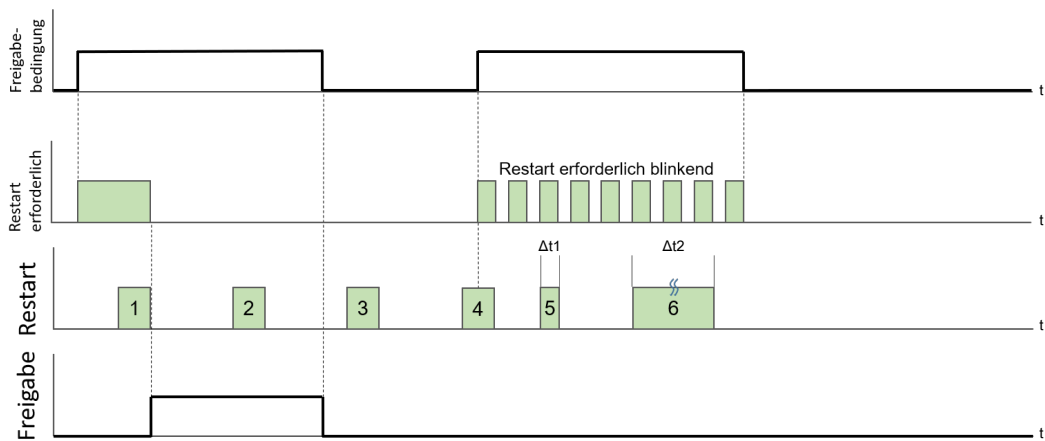 Freigabe-
bedingung
t
Restart
erforderlich
Restart erforderlich blinkend
t
Restart
Δt1
Δt2
1
2
3
4
5
6
t
Freigabe
t